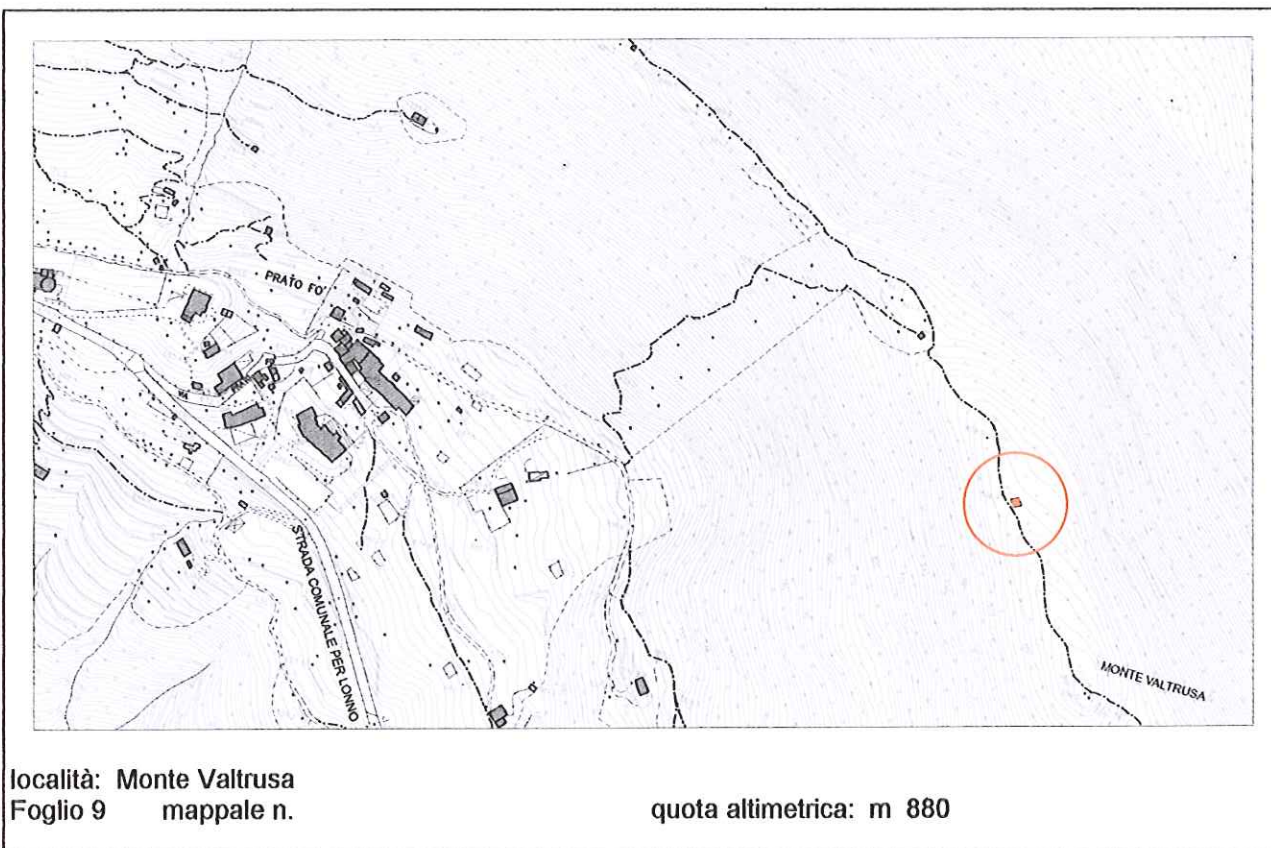 PRATO FO'
STRADA COMUNALE PER LONNO
MONTE VALTRUSA
località: Monte Valtrusa
Foglio 9 mappale n.
quota altimetrica: m 880